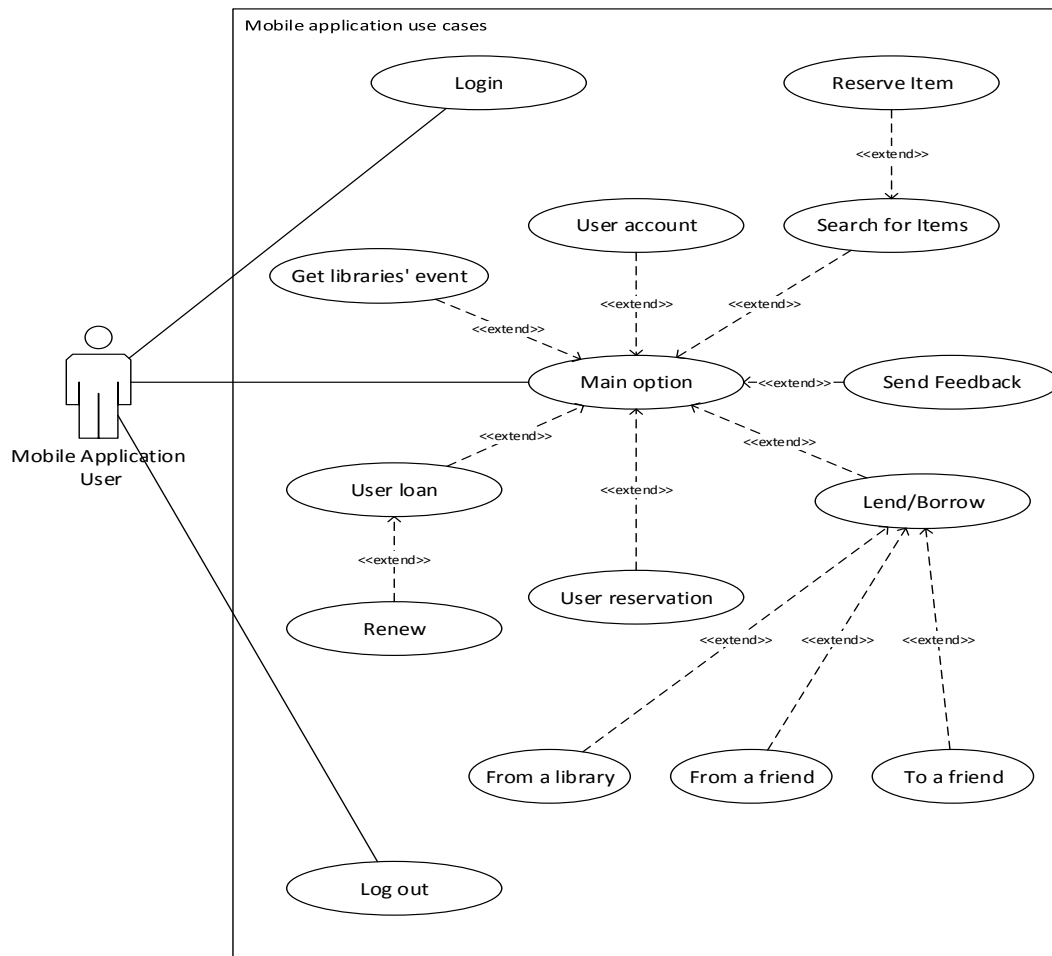 Mobile application use cases
Login
Reserve Item
<<extend>>
User account
Search for Items
Get libraries' event
<<extend>>
<<extend>>
<<extend>>
Main option
<<extend>>
Send Feedback
Mobile Application
User
<<extend>>
<<extend>>
User loan
<<extend>>
Lend/Borrow
<<extend>>
User reservation
Renew
<<extend>>
<<extend>>
<<extend>>
From a library
From a friend
To a friend
Log out